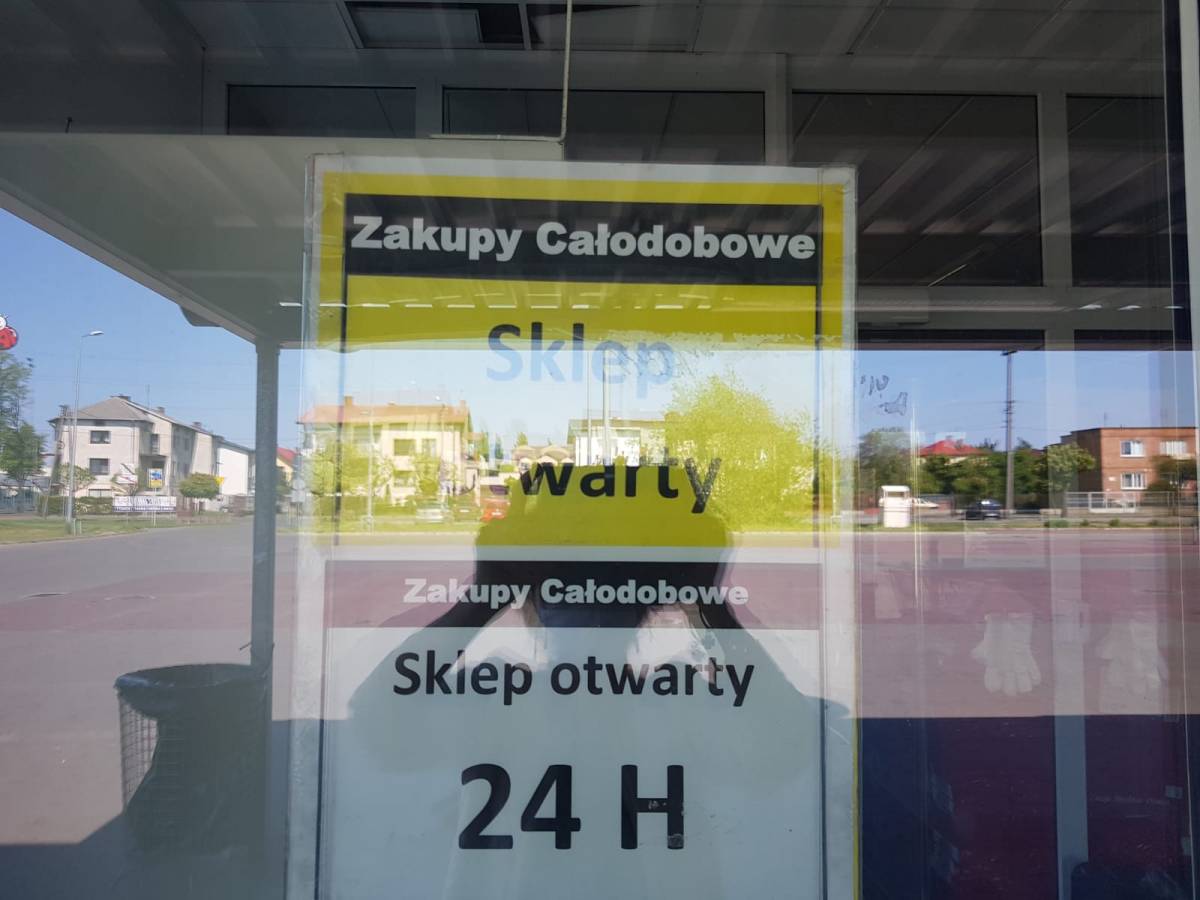 Zakupy Całodobowe
Sklep
warty
Zakupy Całodobowe
Sklep otwarty
24 H